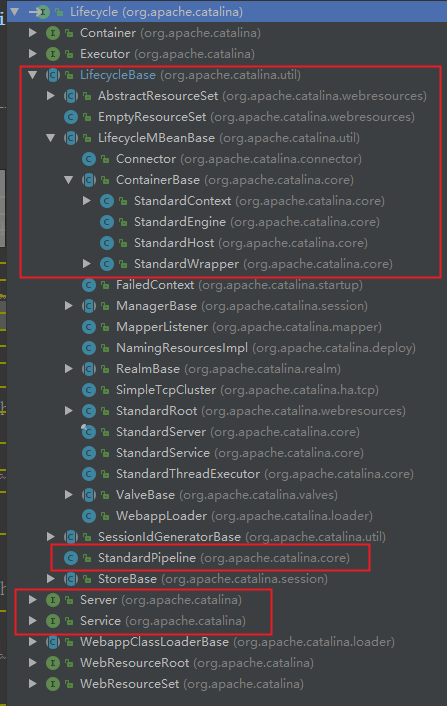 Lifecycle (org.apache.catalina)
Container (org.apache.catalina)
Executor (org.apache.catalina)
LifecycleBase (org.apache.catalina.util)
AbstractResourceSet (org.apache.catalina.webresources)
EmptyResourceSet (org.apache.catalina.webresources)
LifecycleMBeanBase (org.apache.catalina.util)
Connector (org.apache.catalina.connector)
ContainerBase (org.apache.catalina.core)
StandardContext (org.apache.catalina.core)
StandardEngine (org.apache.catalina.core)
StandardHost (org.apache.catalina.core)
StandardWrapper (org.apache.catalina.core)
FailedContext (org.apache.catalina.startup)
ManagerBase (org.apache.catalina.session)
MapperListener (org.apache.catalina.mapper)
NamingResourcesImpl (org.apache.catalina.deploy)
RealmBase (org.apache.catalina.realm)
SimpleTcpCluster (org.apache.catalina.ha.tcp)
StandardRoot (org.apache.catalina.webresources)
StandardServer (org.apache.catalina.core)
StandardService (org.apache.catalina.core)
StandardThreadExecutor (org.apache.catalina.core)
ValveBase (org.apache.catalina.valves)
WebappLoader (org.apache.catalina.loader)
SessionIdGeneratorBase (org.apache.catalina.util)
StandardPipeline (org.apache.catalina.core)
StoreBase (org.apache.catalina.session)
Server (org.apache.catalina)
Service (org.apache.catalina)
WebappClassLoaderBase (org.apache.catalina.loader)
WebResourceRoot (org.apache.catalina)
WebResourceSet (org.apache.catalina)